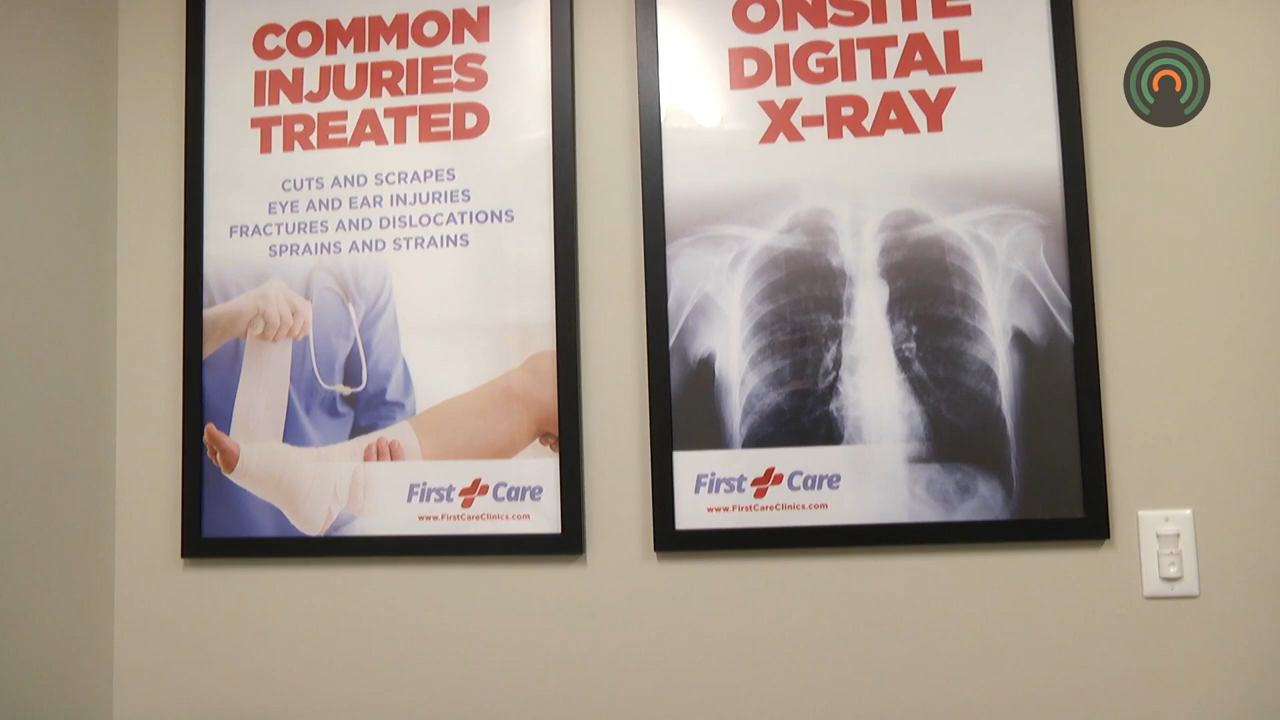 COMMON
INJURIES
TREATED
CUTS AND SCRAPES
EYE AND EAR INJURIES
FRACTURES AND DISLOCATIONS
SPRAINS AND STRAINS
First Care
www.FirstCareClinics.com
ONSITE
DIGITAL
X-RAY
First Care
www.FirstCareClinics.com